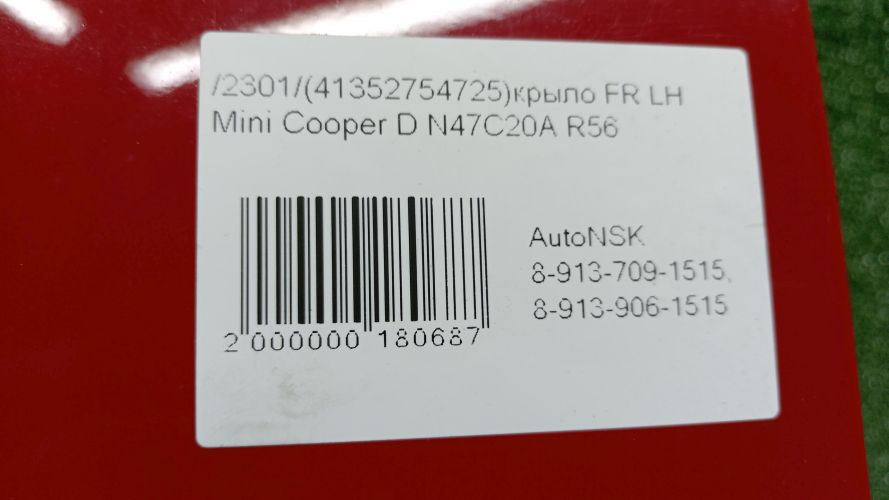 /2301/(41352754725)крыло FR LH
Mini Cooper D N47C20A R56
AutoNSK
8-913-709-1515,
8-913-906-1515
2 000000 180687